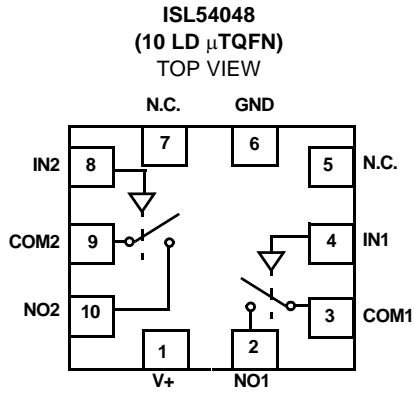 ISL54048
(10 LD μTQFN)
TOP VIEW
N.C. GND
7 6
IN2 8 5 N.C.
COM2 9 4 IN1
NO2 10 3 COM1
1 2
V+ NO1